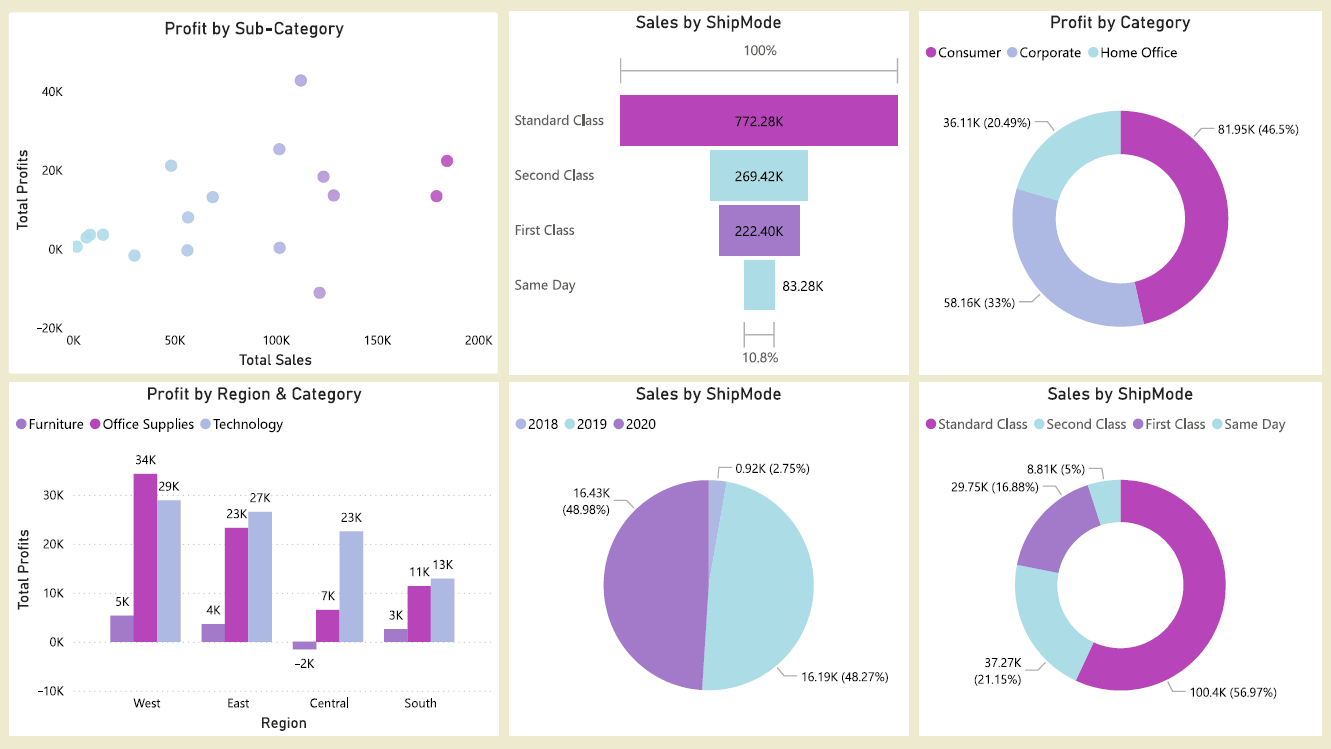 Profit by Sub-Category
40K
20K
0K
−20K
0K 50K 100K 150K 200K
Total Profits
Total Sales
Sales by ShipMode
100%
Standard Class 772.28K
Second Class 269.42K
First Class 222.40K
Same Day 83.28K
10.8%
Profit by Category
Consumer Corporate Home Office
36.11K (20.49%)
81.95K (46.5%)
58.16K (33%)
Profit by Region & Category
Furniture Office Supplies Technology
Total Profits
30K
20K
10K
0K
−10K
5K 34K 29K
4K 23K 27K
−2K 7K 23K
3K 11K 13K
West East Central South
Region
Sales by ShipMode
2018 2019 2020
0.92K (2.75%)
16.43K
(48.98%)
16.19K (48.27%)
Sales by ShipMode
Standard Class Second Class First Class Same Day
8.81K (5%)
29.75K (16.88%)
37.27K
(21.15%)
100.4K (56.97%)